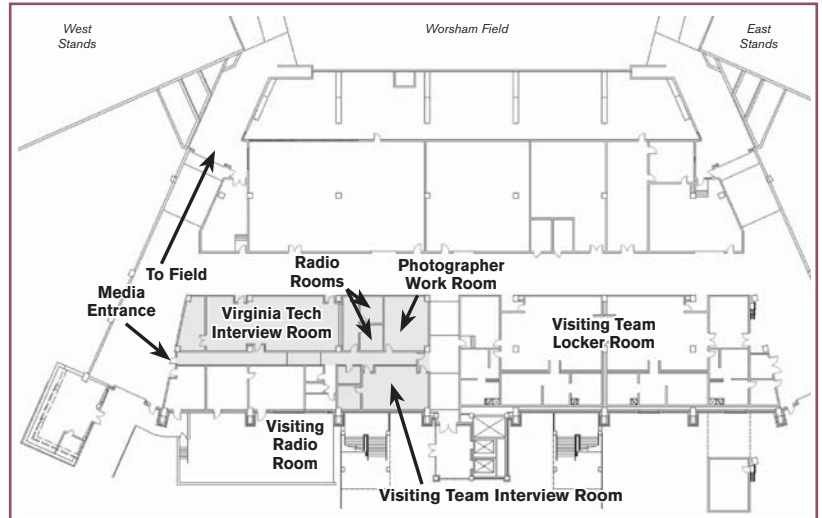 West
Stands
Worsham Field
East
Stands
To Field
Media
Entrance
Radio
Rooms
Photographer
Work Room
Virginia Tech
Interview Room
Visiting Team
Locker Room
Visiting
Radio
Room
Visiting Team Interview Room